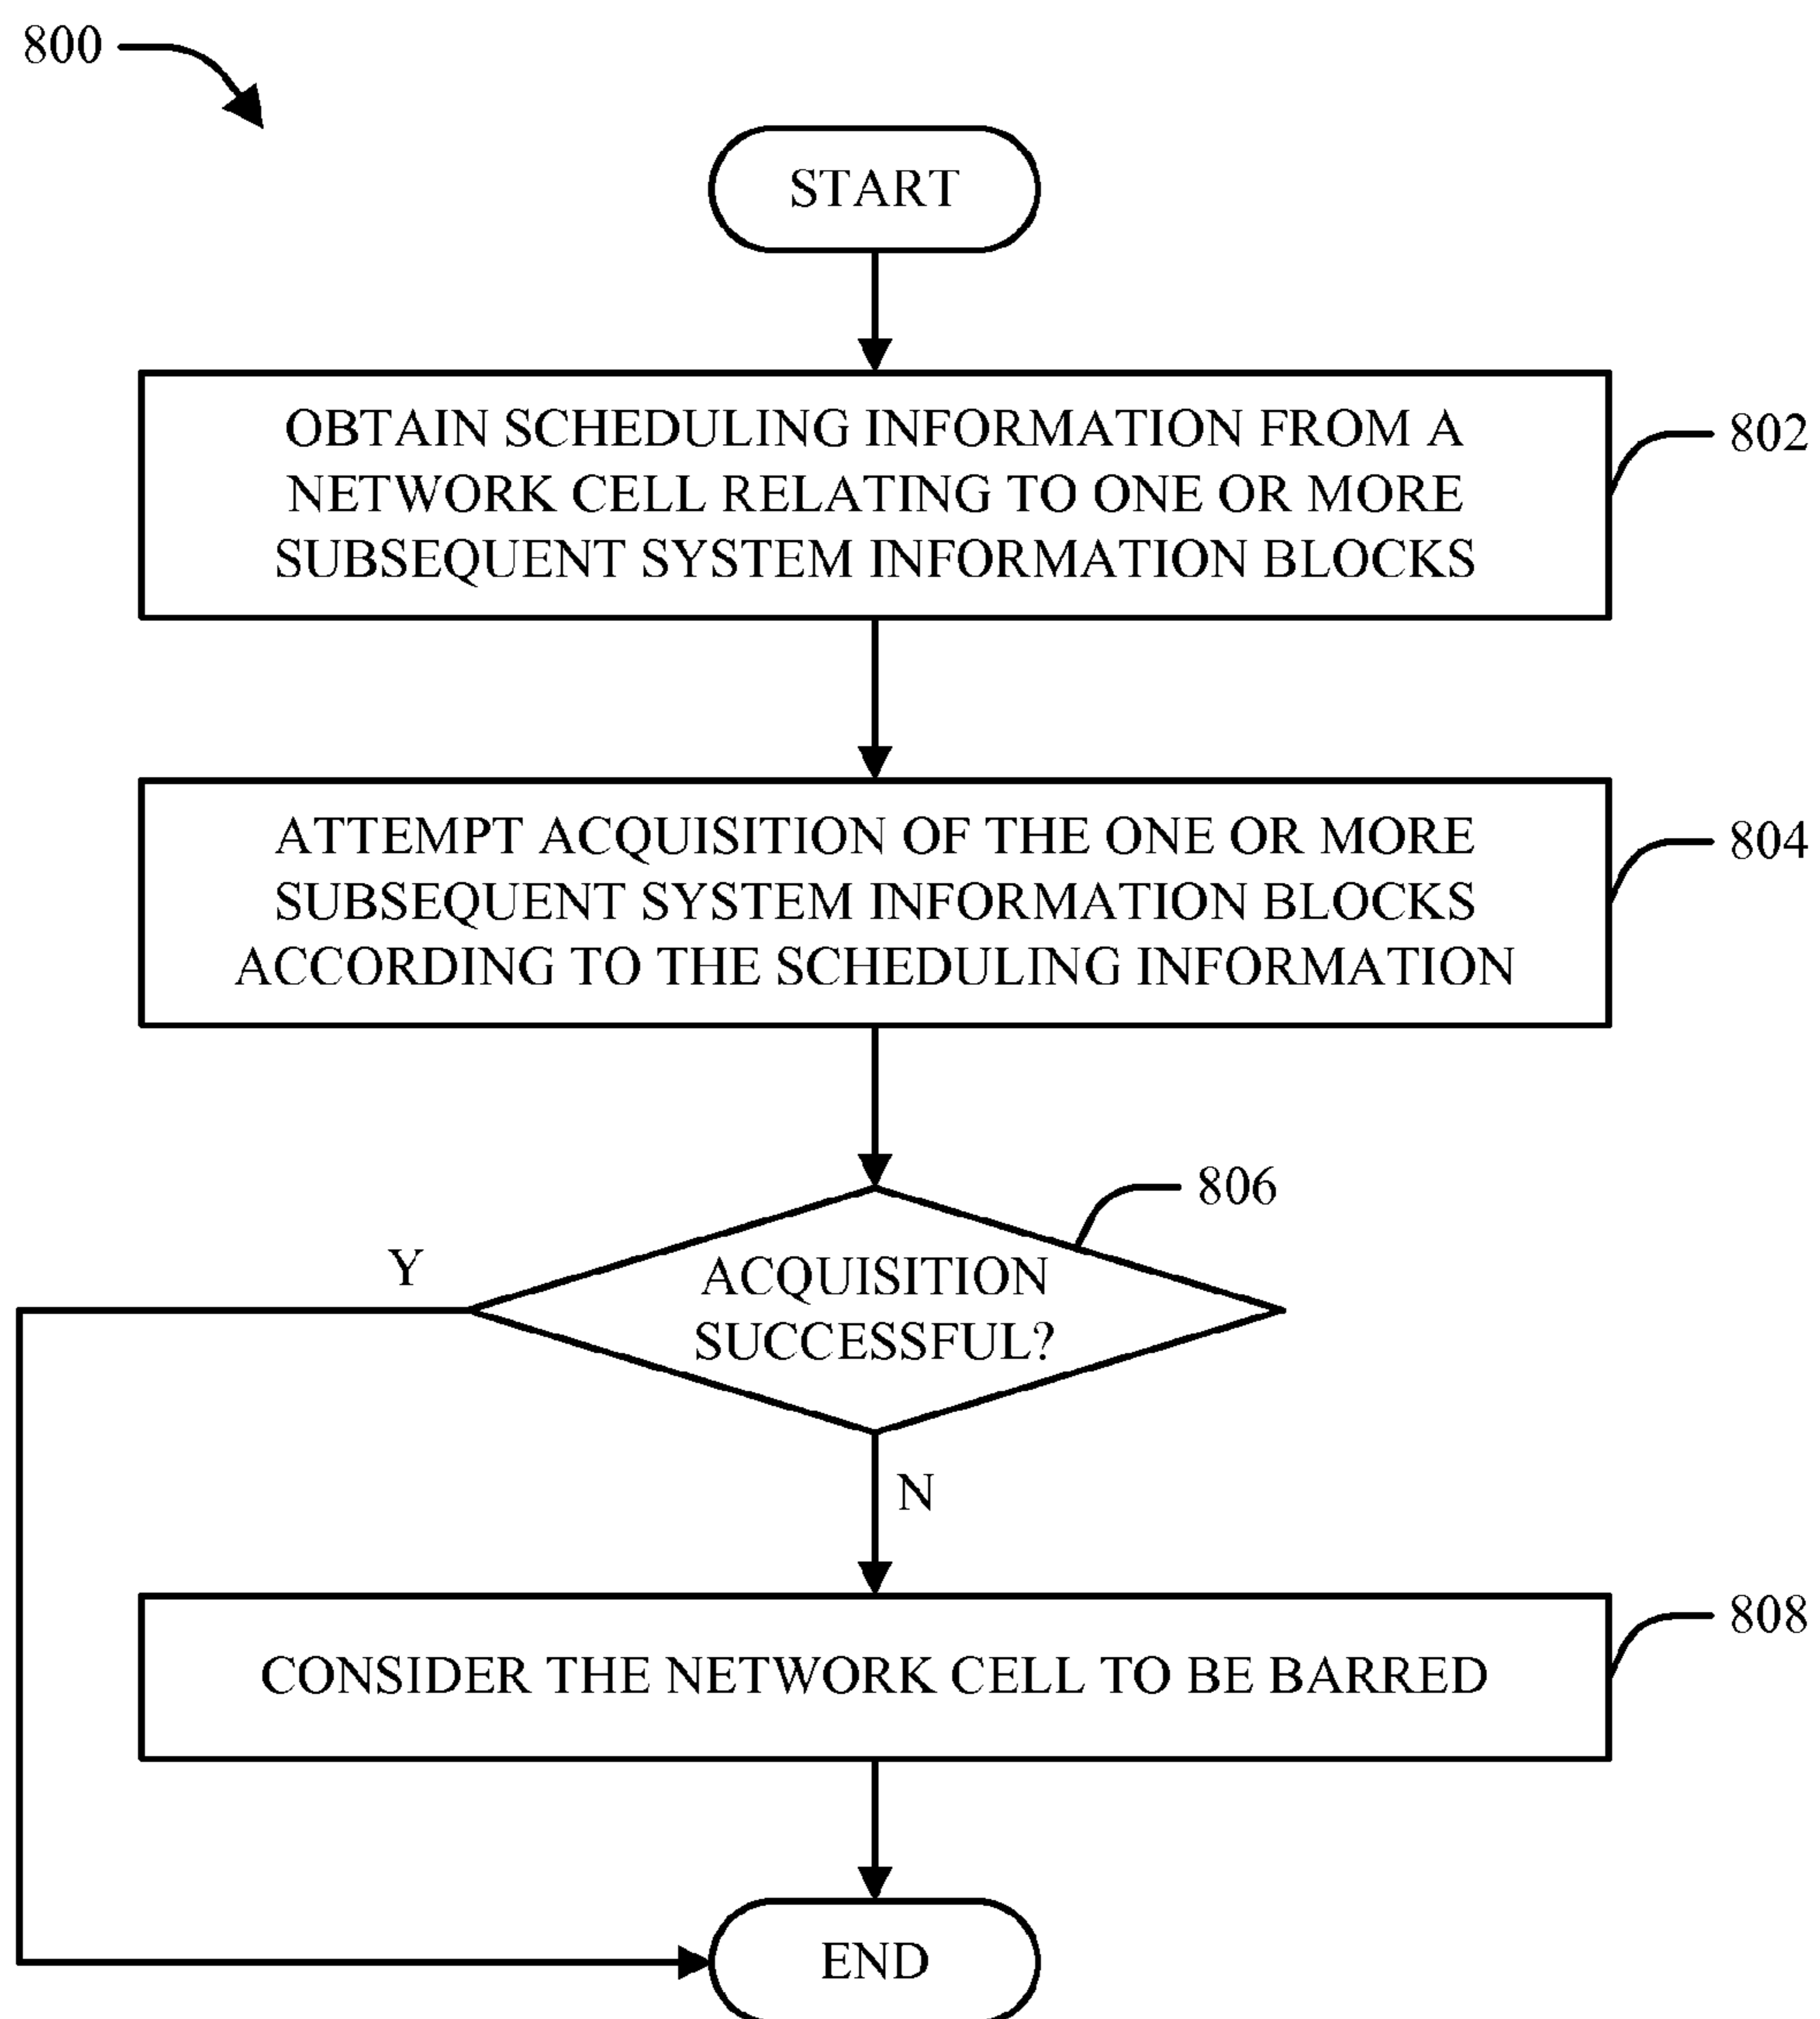 800
START
OBTAIN SCHEDULING INFORMATION FROM A
NETWORK CELL RELATING TO ONE OR MORE
SUBSEQUENT SYSTEM INFORMATION BLOCKS
802
ATTEMPT ACQUISITION OF THE ONE OR MORE
SUBSEQUENT SYSTEM INFORMATION BLOCKS
ACCORDING TO THE SCHEDULING INFORMATION
804
806
ACQUISITION
SUCCESSFUL?
Y
N
CONSIDER THE NETWORK CELL TO BE BARRED
808
END